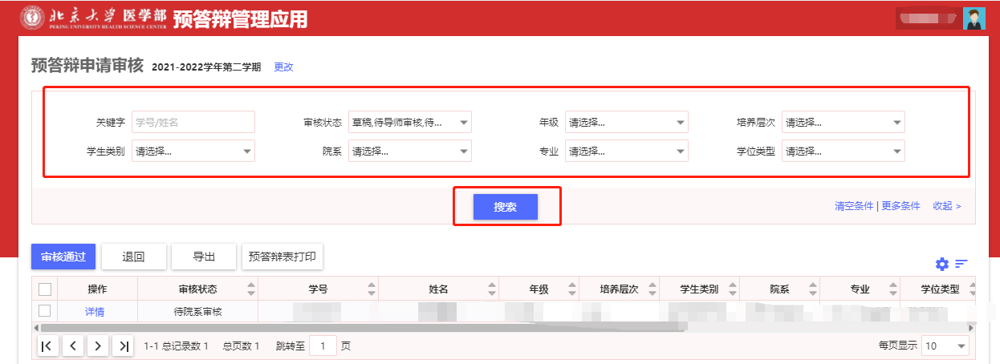 北京大学医学部 预答辩管理应用
PEKING UNIVERSITY HEALTH SCIENCE CENTER
预答辩申请审核 2021-2022学年第二学期 更改
关键字 学号/姓名 审核状态 草稿,待导师审核,待... 年级 请选择... 培养层次 请选择...
学生类别 请选择... 院系 请选择... 专业 请选择... 学位类型 请选择...
搜索 清空条件 | 更多条件 收起 >
审核通过 退回 导出 预答辩表打印
操作 审核状态 学号 姓名 年级 培养层次 学生类别 院系 专业 学位类型
详情 待院系审核
1-1 总记录数 1 总页数 1 跳转至 1 页 每页显示 10